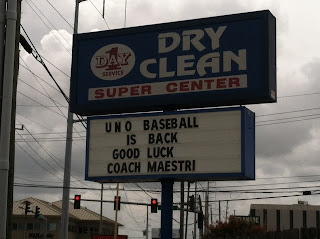 1
DAY
SERVICE
DRY
CLEAN
SUPER CENTER
UNO BASEBALL
IS BACK
GOOD LUCK
COACH MAESTRI